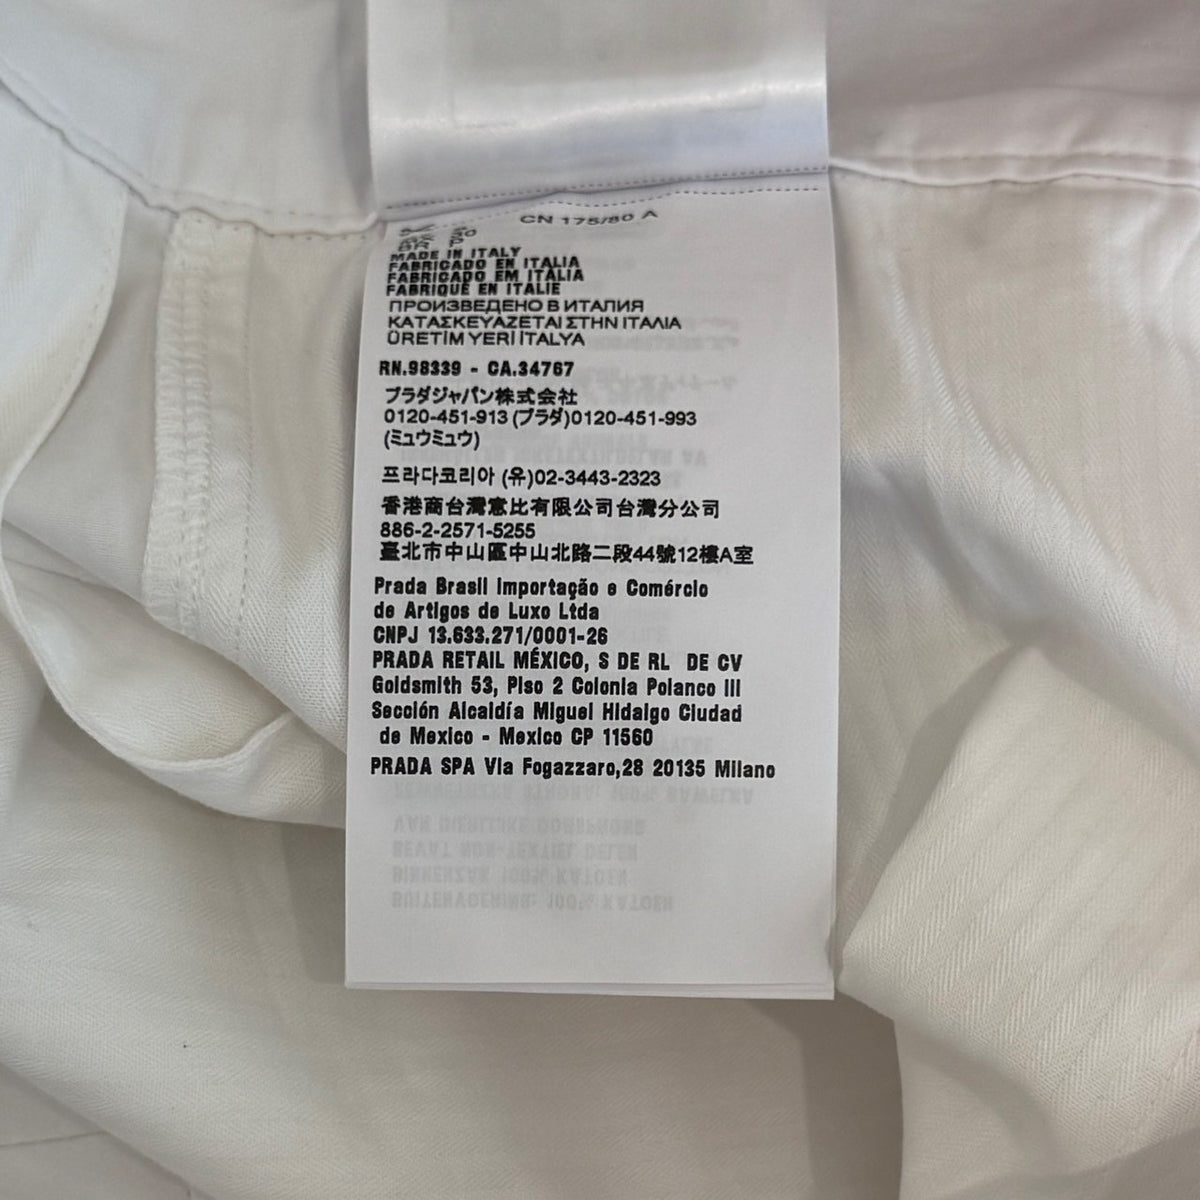 CN 175/80 A
BR P
MADE IN ITALY
FABRICADO EN ITALIA
FABRICADO EM ITÁLIA
FABRIQUÉ EN ITALIE
ПРОИЗВЕДЕНО В ИТАЛИЯ
ΚΑΤΑΣΚΕΥΑΖΕΤΑΙ ΣΤΗΝ ΙΤΑΛΙΑ
ÜRETİM YERİ İTALYA
RN.98339 - CA.34767
プラダジャパン株式会社
0120-451-913 (プラダ)0120-451-993
(ミュウミュウ)
프라다코리아 (유)02-3443-2323
香港商台灣意比有限公司台灣分公司
886-2-2571-5255
臺北市中山區中山北路二段44號12樓A室
Prada Brasil Importação e Comércio
de Artigos de Luxo Ltda
CNPJ 13.633.271/0001-26
PRADA RETAIL MÉXICO, S DE RL DE CV
Goldsmith 53, Piso 2 Colonia Polanco III
Sección Alcaldía Miguel Hidalgo Ciudad
de Mexico - Mexico CP 11560
PRADA SPA Via Fogazzaro,28 20135 Milano